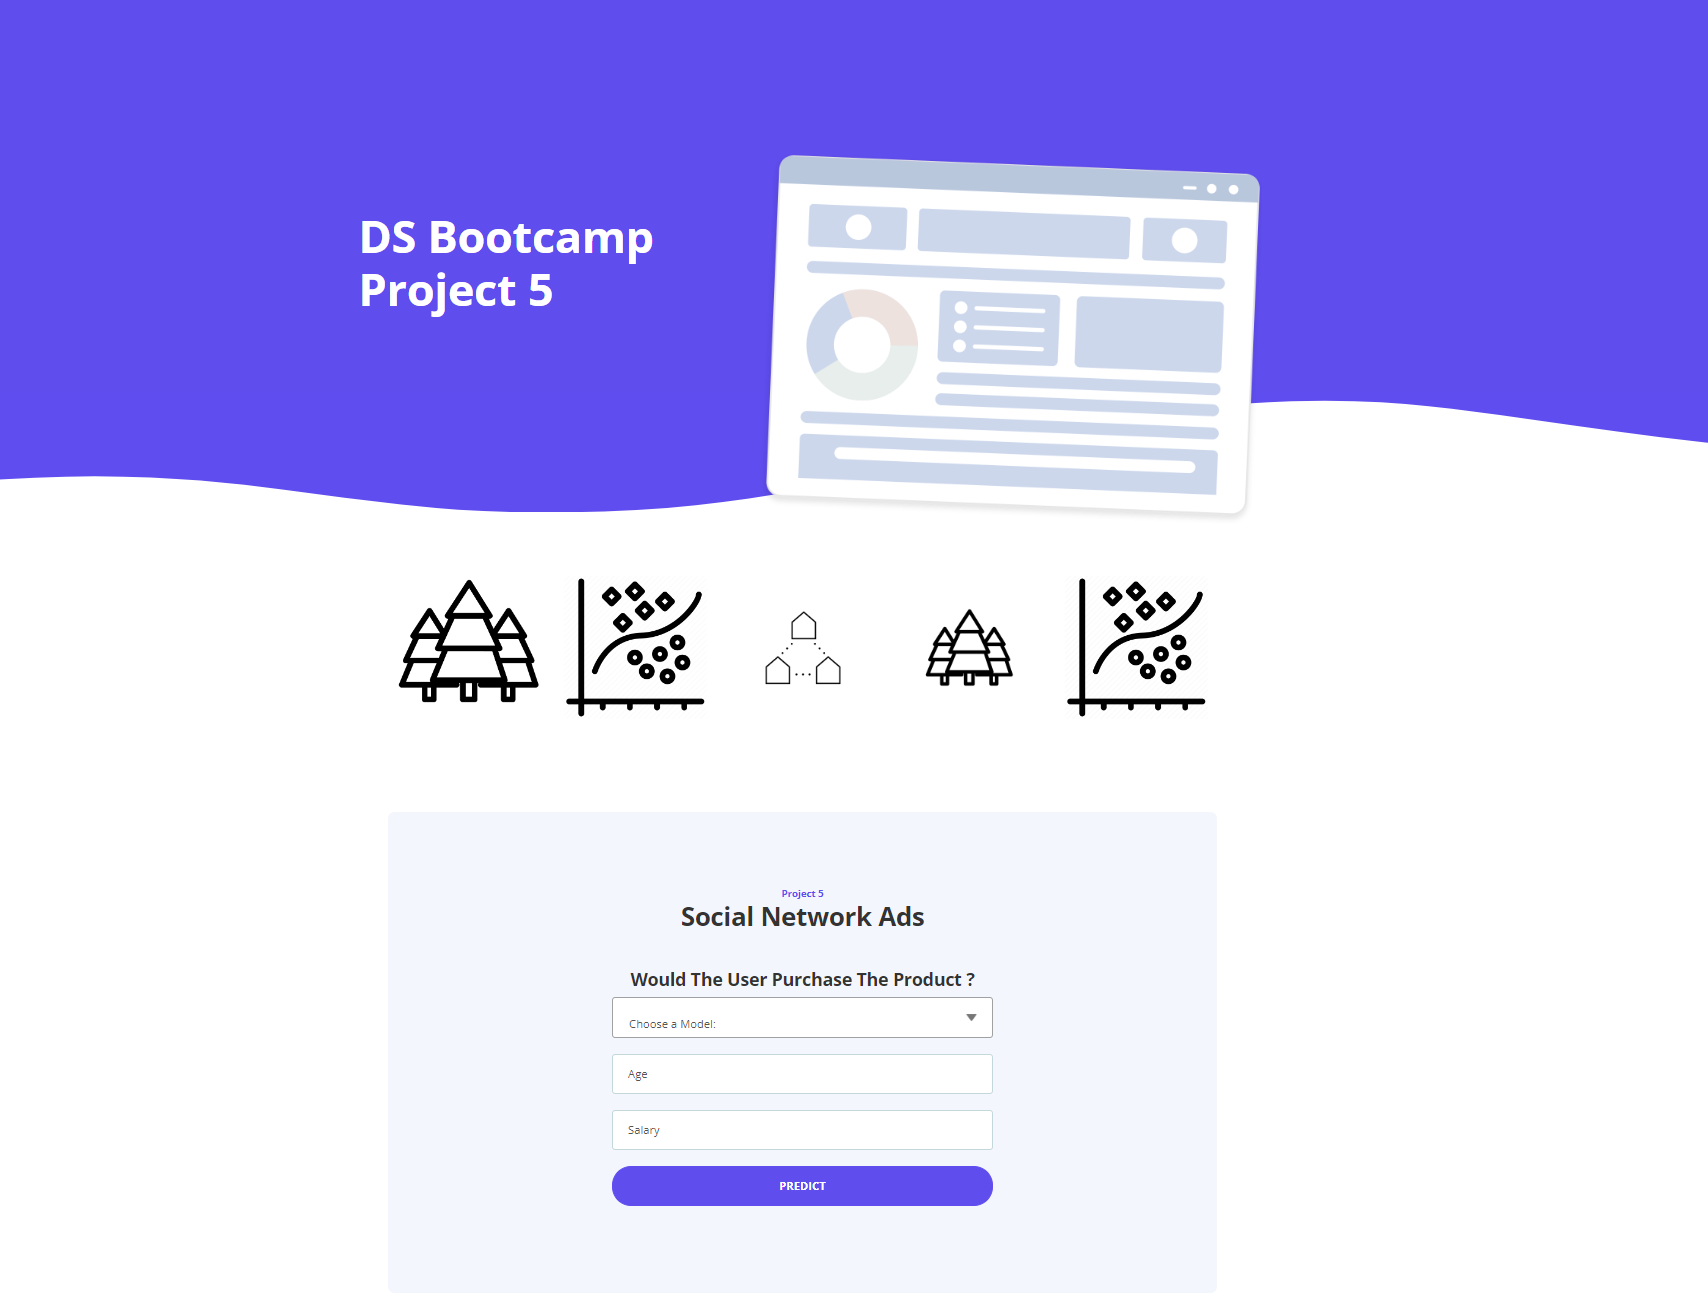 DS Bootcamp
Project 5
Project 5
Social Network Ads
Would The User Purchase The Product ?
Choose a Model:
Age
Salary
PREDICT